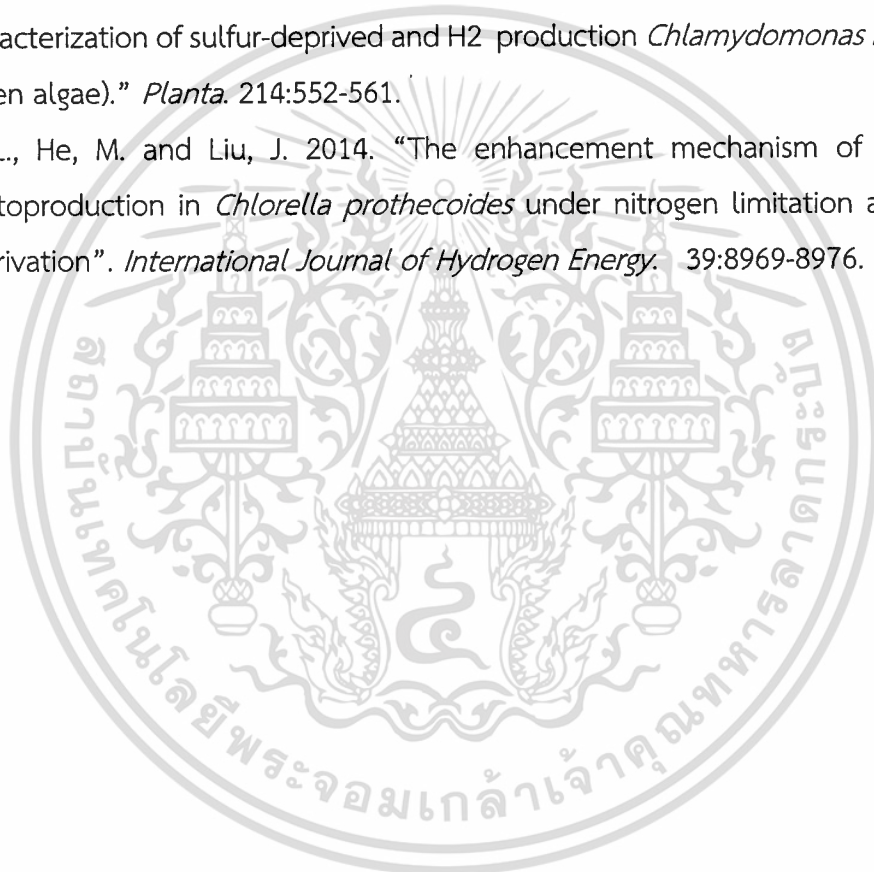 acterization of sulfur-deprived and H2 production Chlamydomonas
en algae).” Planta. 214:552-561.
L., He, M. and Liu, J. 2014. “The enhancement mechanism of
toproduction in Chlorella prothecoides under nitrogen limitation a
rivation”. International Journal of Hydrogen Energy. 39:8969-8976.
๔
สถาบันเทคโนโลยีพระจอมเกล้าเจ้าคุณทหารลาดกระบัง